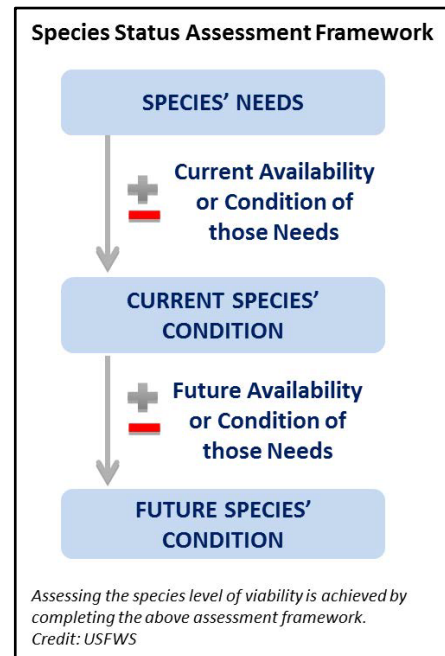 Species Status Assessment Framework
SPECIES' NEEDS
Current Availability
or Condition of
those Needs
CURRENT SPECIES'
CONDITION
Future Availability
or Condition of
those Needs
FUTURE SPECIES'
CONDITION
Assessing the species level of viability is achieved by
completing the above assessment framework.
Credit: USFWS